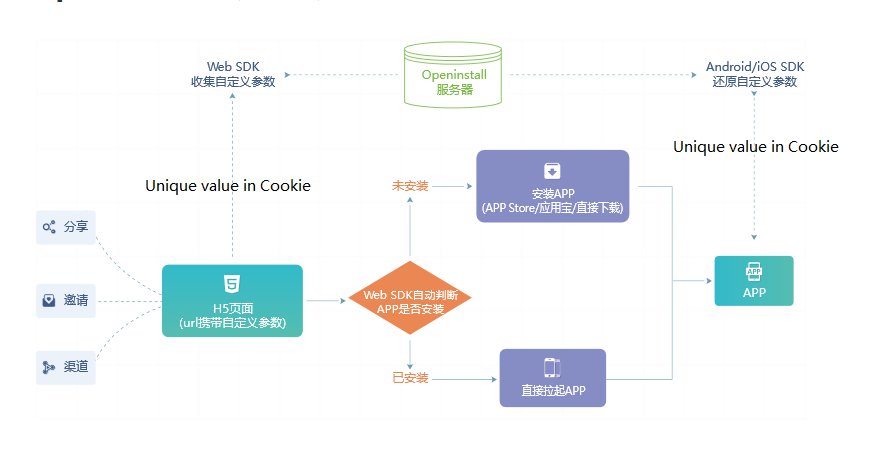 Web SDK
收集自定义参数
Openinstall
服务器
Android/iOS SDK
还原自定义参数
Unique value in Cookie
Unique value in Cookie
未安装
安装APP
(APP Store/应用宝/直接下载)
分享
邀请
渠道
H5页面
(url携带自定义参数)
Web SDK自动判断
APP是否安装
APP
APP
已安装
直接拉起APP